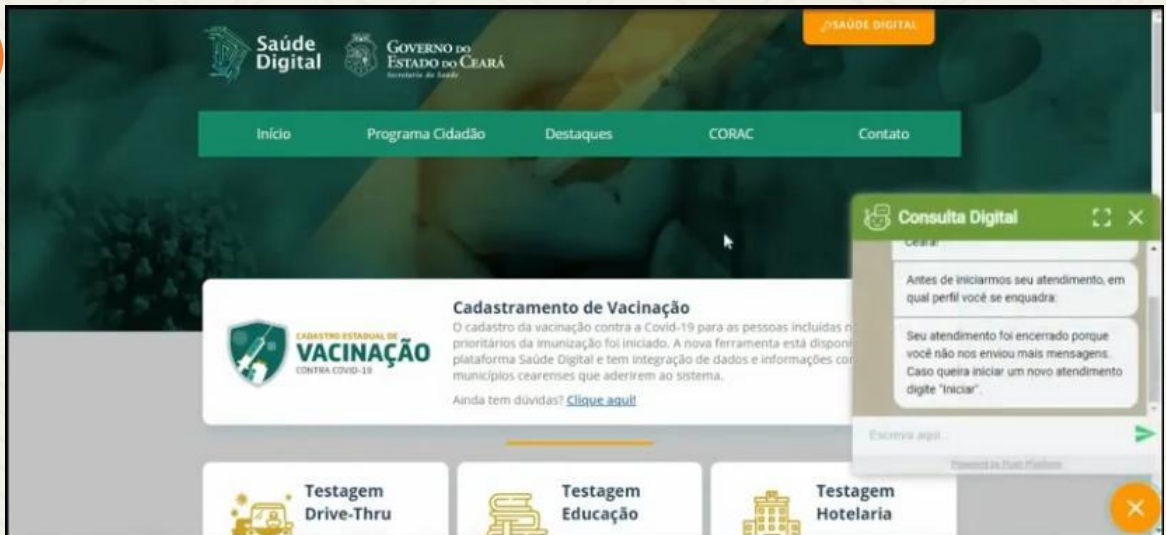 SAÚDE DIGITAL
Saúde
Digital
GOVERNO DO
ESTADO DO CEARÁ
Secretaria da Saúde
Início
Programa Cidadão
Destaques
CORAC
Contato
Consulta Digital
Ceará!
Antes de iniciarmos seu atendimento, em
qual perfil você se enquadra:
Seu atendimento foi encerrado porque
você não nos enviou mais mensagens.
Caso queira iniciar um novo atendimento
digite "Iniciar".
Escreva aqui...
Powered by Push Platform
CADASTRO ESTADUAL DE
VACINAÇÃO
CONTRA COVID-19
Cadastramento de Vacinação
O cadastro da vacinação contra a Covid-19 para as pessoas incluídas n
prioritários da imunização foi iniciado. A nova ferramenta está disponí
plataforma Saúde Digital e tem integração de dados e informações co
municípios cearenses que aderirem ao sistema.
Ainda tem dúvidas? Clique aqui!
Testagem
Drive-Thru
Testagem
Educação
Testagem
Hotelaria